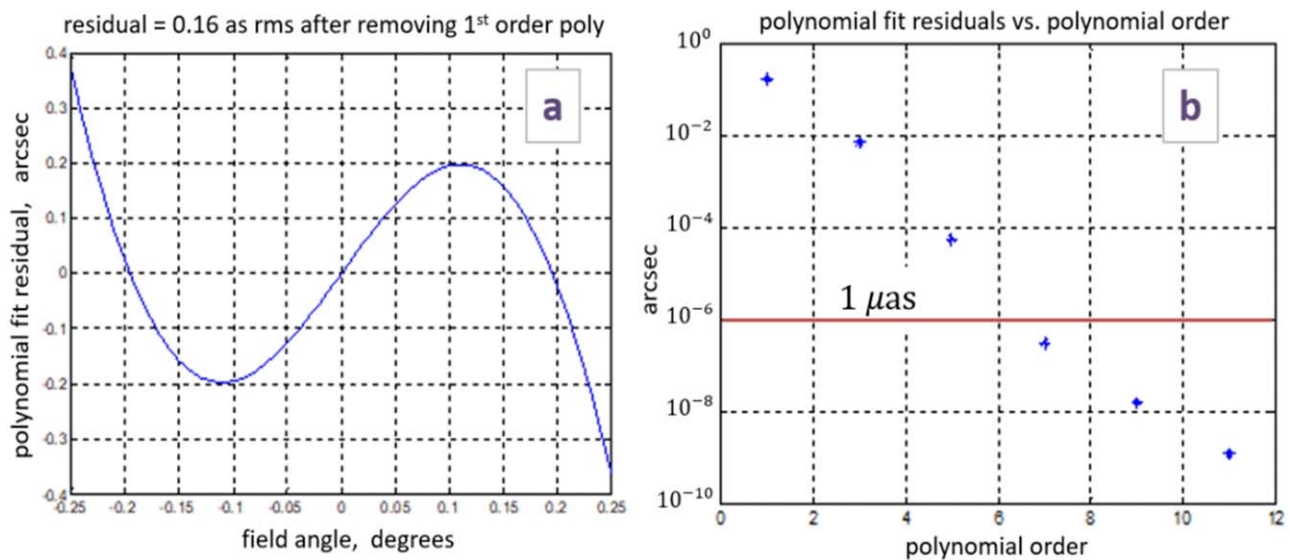 residual = 0.16 as rms after removing 1st order poly
0.4
0.3
0.2
0.1
0
-0.1
-0.2
-0.3
-0.4
-0.25 -0.2 -0.15 -0.1 -0.05 0 0.05 0.1 0.15 0.2 0.25
polynomial fit residual, arcsec
field angle, degrees
a
polynomial fit residuals vs. polynomial order
10^0
10^-2
10^-4
10^-6
10^-8
10^-10
0 2 4 6 8 10 12
arcsec
polynomial order
1 μas
b